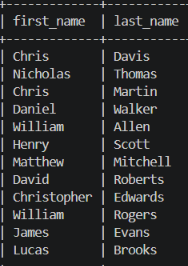 +-------------+-----------
| first_name  | last_name
+-------------+-----------
| Chris       | Davis
| Nicholas    | Thomas
| Chris       | Martin
| Daniel      | Walker
| William     | Allen
| Henry       | Scott
| Matthew     | Mitchell
| David       | Roberts
| Christopher | Edwards
| William     | Rogers
| James       | Evans
| Lucas       | Brooks